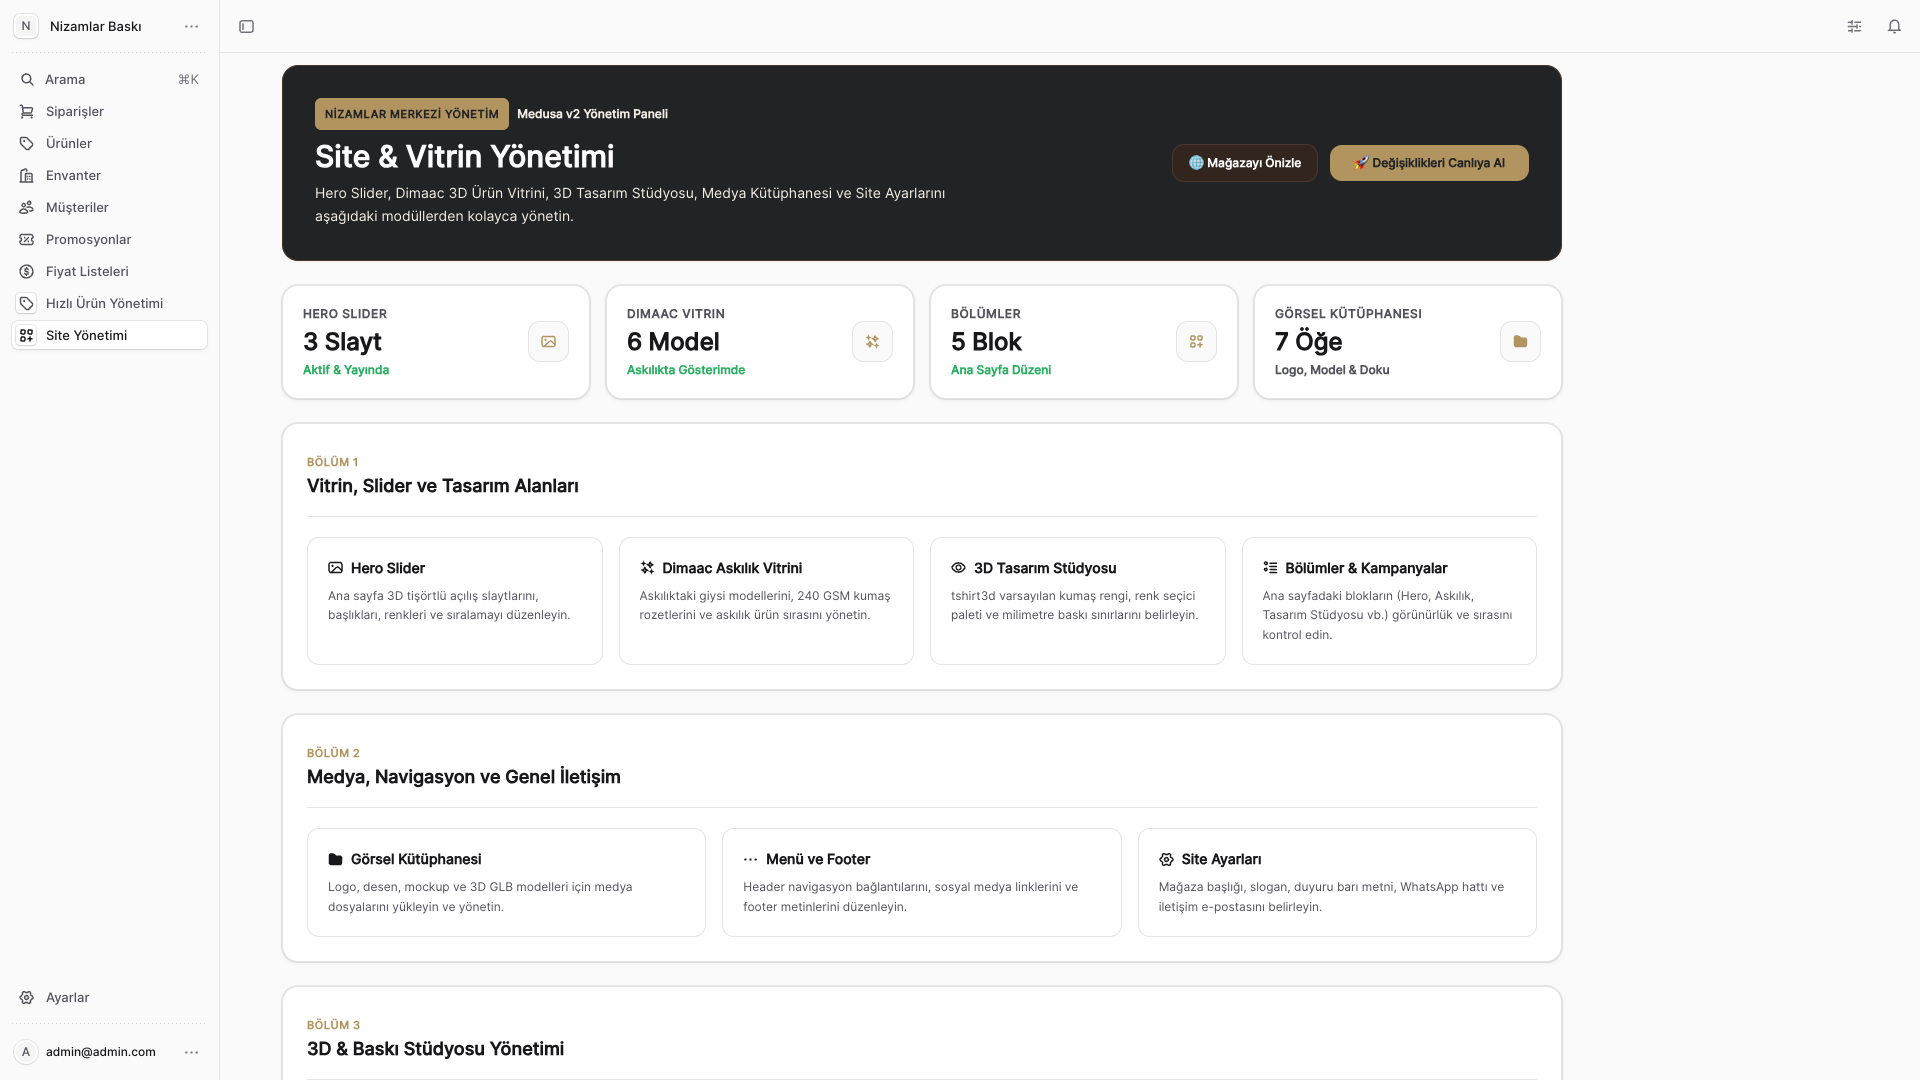 N
Nizamlar Baskı
Arama
⌘K
Siparişler
Ürünler
Envanter
Müşteriler
Promosyonlar
Fiyat Listeleri
Hızlı Ürün Yönetimi
Site Yönetimi
Ayarlar
A
admin@admin.com
NİZAMLAR MERKEZİ YÖNETİM
Medusa v2 Yönetim Paneli
Site & Vitrin Yönetimi
Hero Slider, Dimaac 3D Ürün Vitrini, 3D Tasarım Stüdyosu, Medya Kütüphanesi ve Site Ayarlarını
aşağıdaki modüllerden kolayca yönetin.
🌐 Mağazayı Önizle
🚀 Değişiklikleri Canlıya Al
HERO SLIDER
3 Slayt
Aktif & Yayında
DIMAAC VITRIN
6 Model
Askılıkta Gösterimde
BÖLÜMLER
5 Blok
Ana Sayfa Düzeni
GÖRSEL KÜTÜPHANESI
7 Öğe
Logo, Model & Doku
BÖLÜM 1
Vitrin, Slider ve Tasarım Alanları
Hero Slider
Ana sayfa 3D tişörtlü açılış slaytlarını,
başlıkları, renkleri ve sıralamayı düzenleyin.
Dimaac Askılık Vitrini
Askılıktaki giysi modellerini, 240 GSM kumaş
rozetlerini ve askılık ürün sırasını yönetin.
3D Tasarım Stüdyosu
tshirt3d varsayılan kumaş rengi, renk seçici
paleti ve milimetre baskı sınırlarını belirleyin.
Bölümler & Kampanyalar
Ana sayfadaki blokların (Hero, Askılık,
Tasarım Stüdyosu vb.) görünürlük ve sırasını
kontrol edin.
BÖLÜM 2
Medya, Navigasyon ve Genel İletişim
Görsel Kütüphanesi
Logo, desen, mockup ve 3D GLB modelleri için medya
dosyalarını yükleyin ve yönetin.
Menü ve Footer
Header navigasyon bağlantılarını, sosyal medya linklerini ve
footer metinlerini düzenleyin.
Site Ayarları
Mağaza başlığı, slogan, duyuru barı metni, WhatsApp hattı ve
iletişim e-postasını belirleyin.
BÖLÜM 3
3D & Baskı Stüdyosu Yönetimi